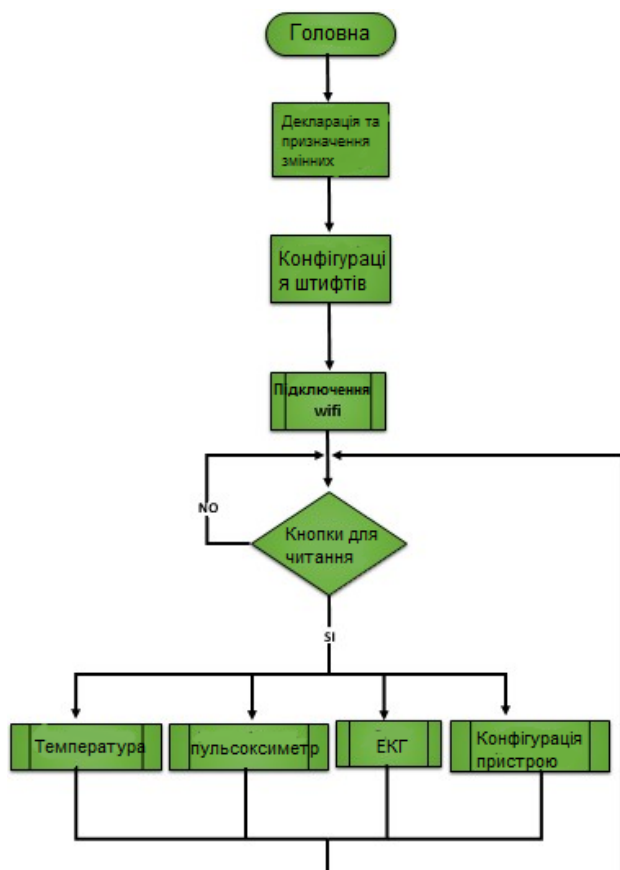 Головна
Декларація та
призначення
змінних
Конфігураці
я штифтів
Підключення
wifi
NO
Кнопки для
читання
SI
Температура
пульсоксиметр
ЕКГ
Конфігурація
пристрою